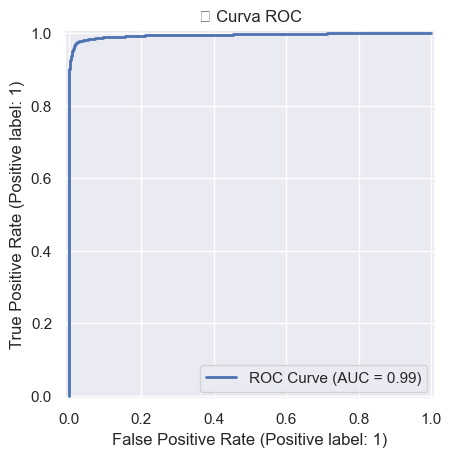 Curva ROC
1.0
0.8
0.6
0.4
0.2
0.0
True Positive Rate (Positive label: 1)
ROC Curve (AUC = 0.99)
0.0 0.2 0.4 0.6 0.8 1.0
False Positive Rate (Positive label: 1)